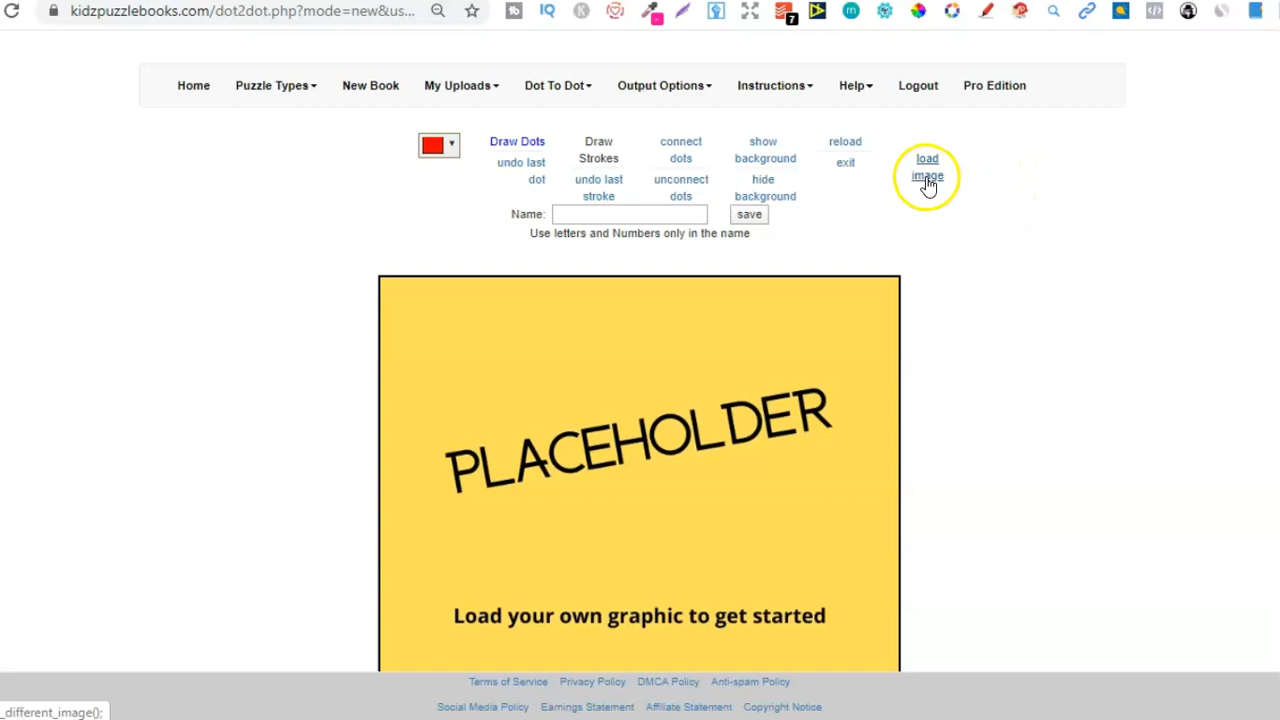 kidzpuzzlebooks.com/dot2dot.php?mode=new&us...
7
Home Puzzle Types New Book My Uploads Dot To Dot Output Options Instructions Help Logout Pro Edition
Draw Dots
undo last
dot
Draw
Strokes
undo last
stroke
connect
dots
unconnect
dots
show
background
hide
background
reload
exit
load
image
Name: save
Use letters and Numbers only in the name
PLACEHOLDER
Load your own graphic to get started
Terms of Service Privacy Policy DMCA Policy Anti-spam Policy
Social Media Policy Earnings Statement Affiliate Statement Copyright Notice
_different_image();